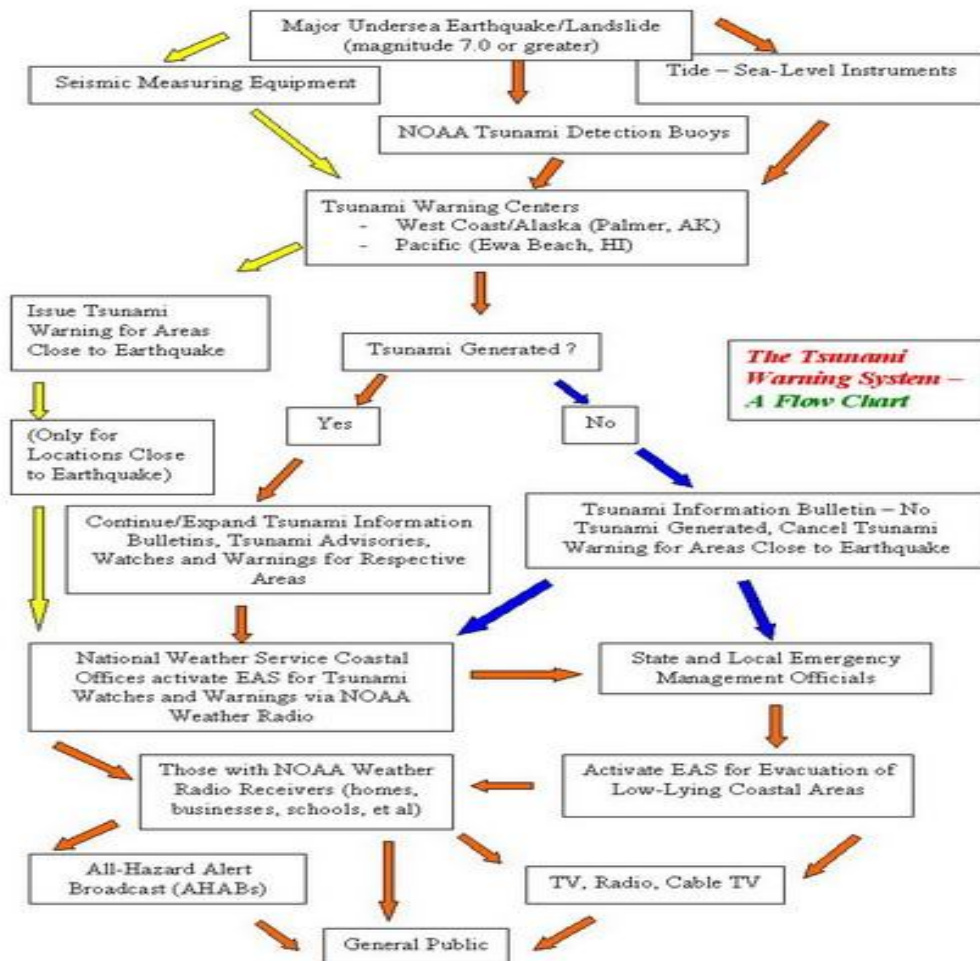 Major Undersea Earthquake/Landslide
(magnitude 7.0 or greater)
Seismic Measuring Equipment
Tide – Sea-Level Instruments
NOAA Tsunami Detection Buoys
Tsunami Warning Centers
- West Coast/Alaska (Palmer, AK)
- Pacific (Ewa Beach, HI)
Issue Tsunami
Warning for Areas
Close to Earthquake
Tsunami Generated ?
The Tsunami
Warning System –
A Flow Chart
(Only for
Locations Close
to Earthquake)
Yes
No
Continue/Expand Tsunami Information
Bulletins, Tsunami Advisories,
Watches and Warnings for Respective
Areas
Tsunami Information Bulletin – No
Tsunami Generated, Cancel Tsunami
Warning for Areas Close to Earthquake
National Weather Service Coastal
Offices activate EAS for Tsunami
Watches and Warnings via NOAA
Weather Radio
State and Local Emergency
Management Officials
Those with NOAA Weather
Radio Receivers (homes,
businesses, schools, et al)
Activate EAS for Evacuation of
Low-Lying Coastal Areas
All-Hazard Alert
Broadcast (AHABs)
TV, Radio, Cable TV
General Public